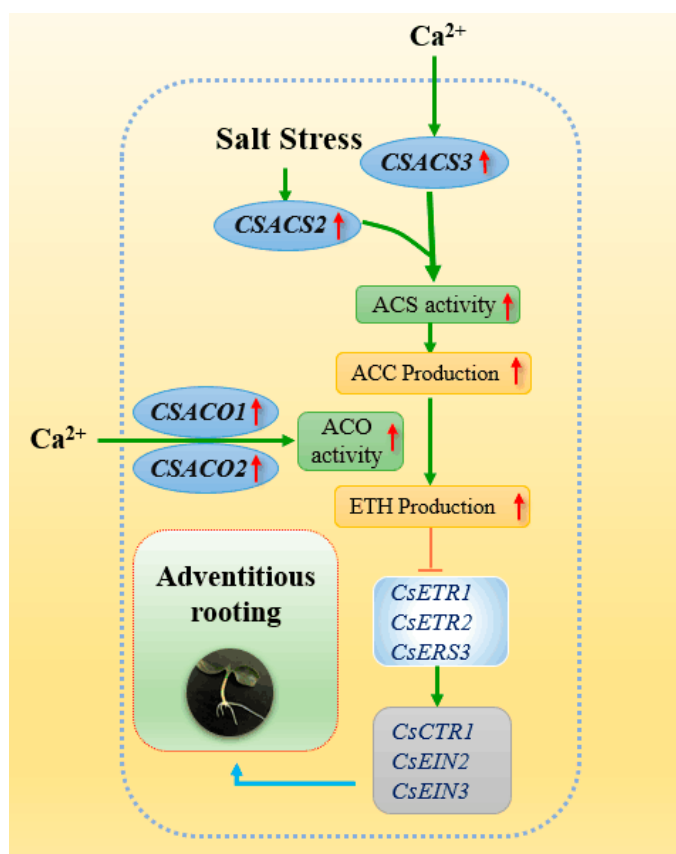 Ca²⁺
Salt Stress
CSACS3
CSACS2
ACS activity
ACC Production
CSACO1
Ca²⁺
CSACO2
ACO
activity
ETH Production
Adventitious
rooting
CsETR1
CsETR2
CsERS3
CsCTR1
CsEIN2
CsEIN3